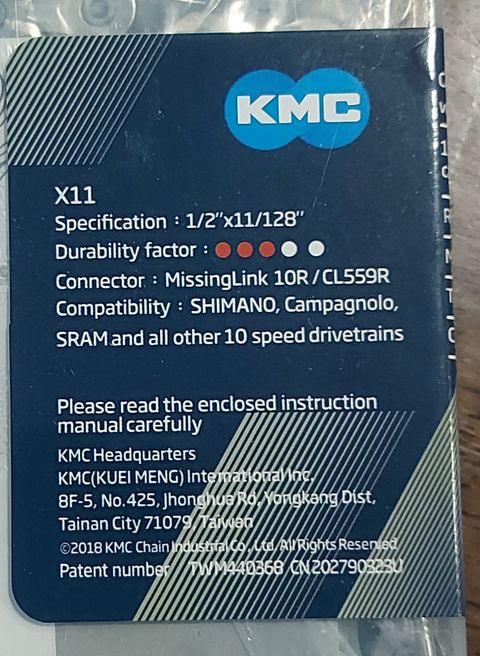 KMC
X11
Specification : 1/2"x11/128"
Durability factor :
Connector : MissingLink 10R / CL559R
Compatibility : SHIMANO, Campagnolo,
SRAM and all other 10 speed drivetrains
Please read the enclosed instruction
manual carefully
KMC Headquarters
KMC(KUEI MENG) International Inc.
8F-5, No.425, Jhonghua Rd, Yongkang Dist,
Tainan City 71079, Taiwan
©2018 KMC Chain Industrial Co., Ltd. All Rights Reserved
Patent number TWM440368 CN202790323U